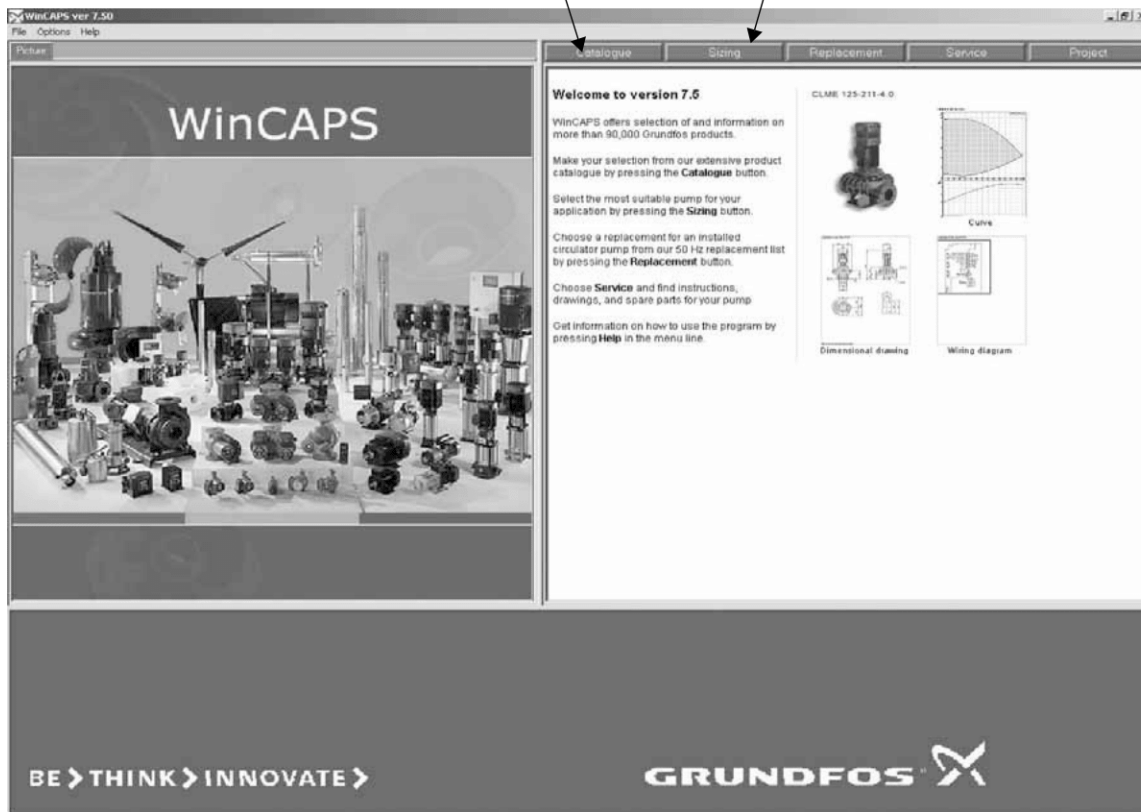 WinCAPS ver 7.50
File Options Help
Picture
Catalogue Sizing Replacement Service Project
WinCAPS
Welcome to version 7.5
WinCAPS offers selection of and information on
more than 90,000 Grundfos products.
Make your selection from our extensive product
catalogue by pressing the Catalogue button.
Select the most suitable pump for your
application by pressing the Sizing button.
Choose a replacement for an installed
circulator pump from our 50 Hz replacement list
by pressing the Replacement button.
Choose Service and find instructions,
drawings, and spare parts for your pump
Get information on how to use the program by
pressing Help in the menu line.
CLME 125-211-4.0
Curve
Dimensional drawing
Wiring diagram
BE > THINK > INNOVATE >
GRUNDFOS